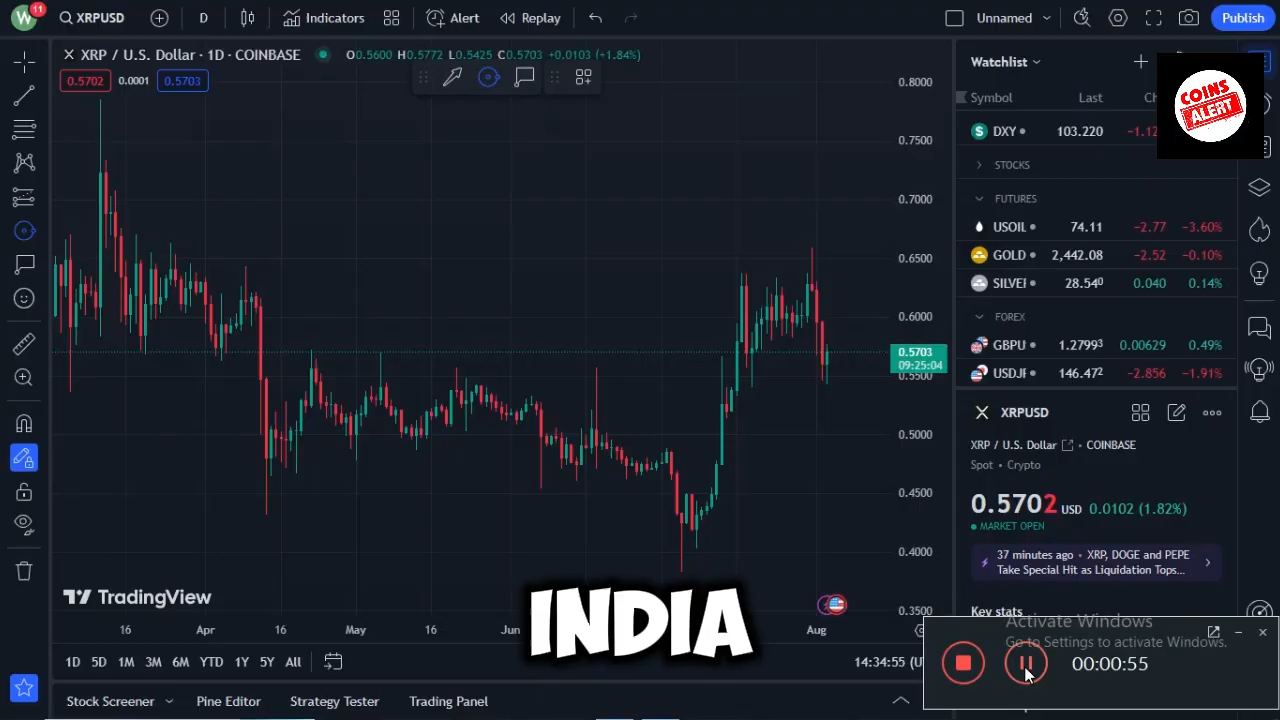 W 11 XRPUSD D Indicators Alert Replay Unnamed Publish
XRP / U.S. Dollar · 1D · COINBASE O0.5600 H0.5772 L0.5425 C0.5703 +0.0103 (+1.84%)
0.5702 0.0001 0.5703
0.8000
0.7500
0.7000
0.6500
0.6000
0.5703
09:25:04
0.5500
0.5000
0.4500
0.4000
0.3500
TradingView
INDIA
16 Apr 16 May 16 Jun Aug
1D 5D 1M 3M 6M YTD 1Y 5Y All
14:34:55 (U
Stock Screener Pine Editor Strategy Tester Trading Panel
Watchlist
COINS
ALERT
Symbol Last Ch
DXY 103.220 −1.12
STOCKS
FUTURES
USOIL 74.11 −2.77 −3.60%
GOLD 2,442.08 −2.52 −0.10%
SILVER 28.540 0.040 0.14%
FOREX
GBPU 1.27993 0.00629 0.49%
USDJF 146.472 −2.856 −1.91%
XRPUSD
XRP / U.S. Dollar • COINBASE
Spot • Crypto
0.5702 USD 0.0102 (1.82%)
MARKET OPEN
37 minutes ago • XRP, DOGE and PEPE
Take Special Hit as Liquidation Tops...
Key stats
Activate Windows
Go to Settings to activate Windows.
00:00:55